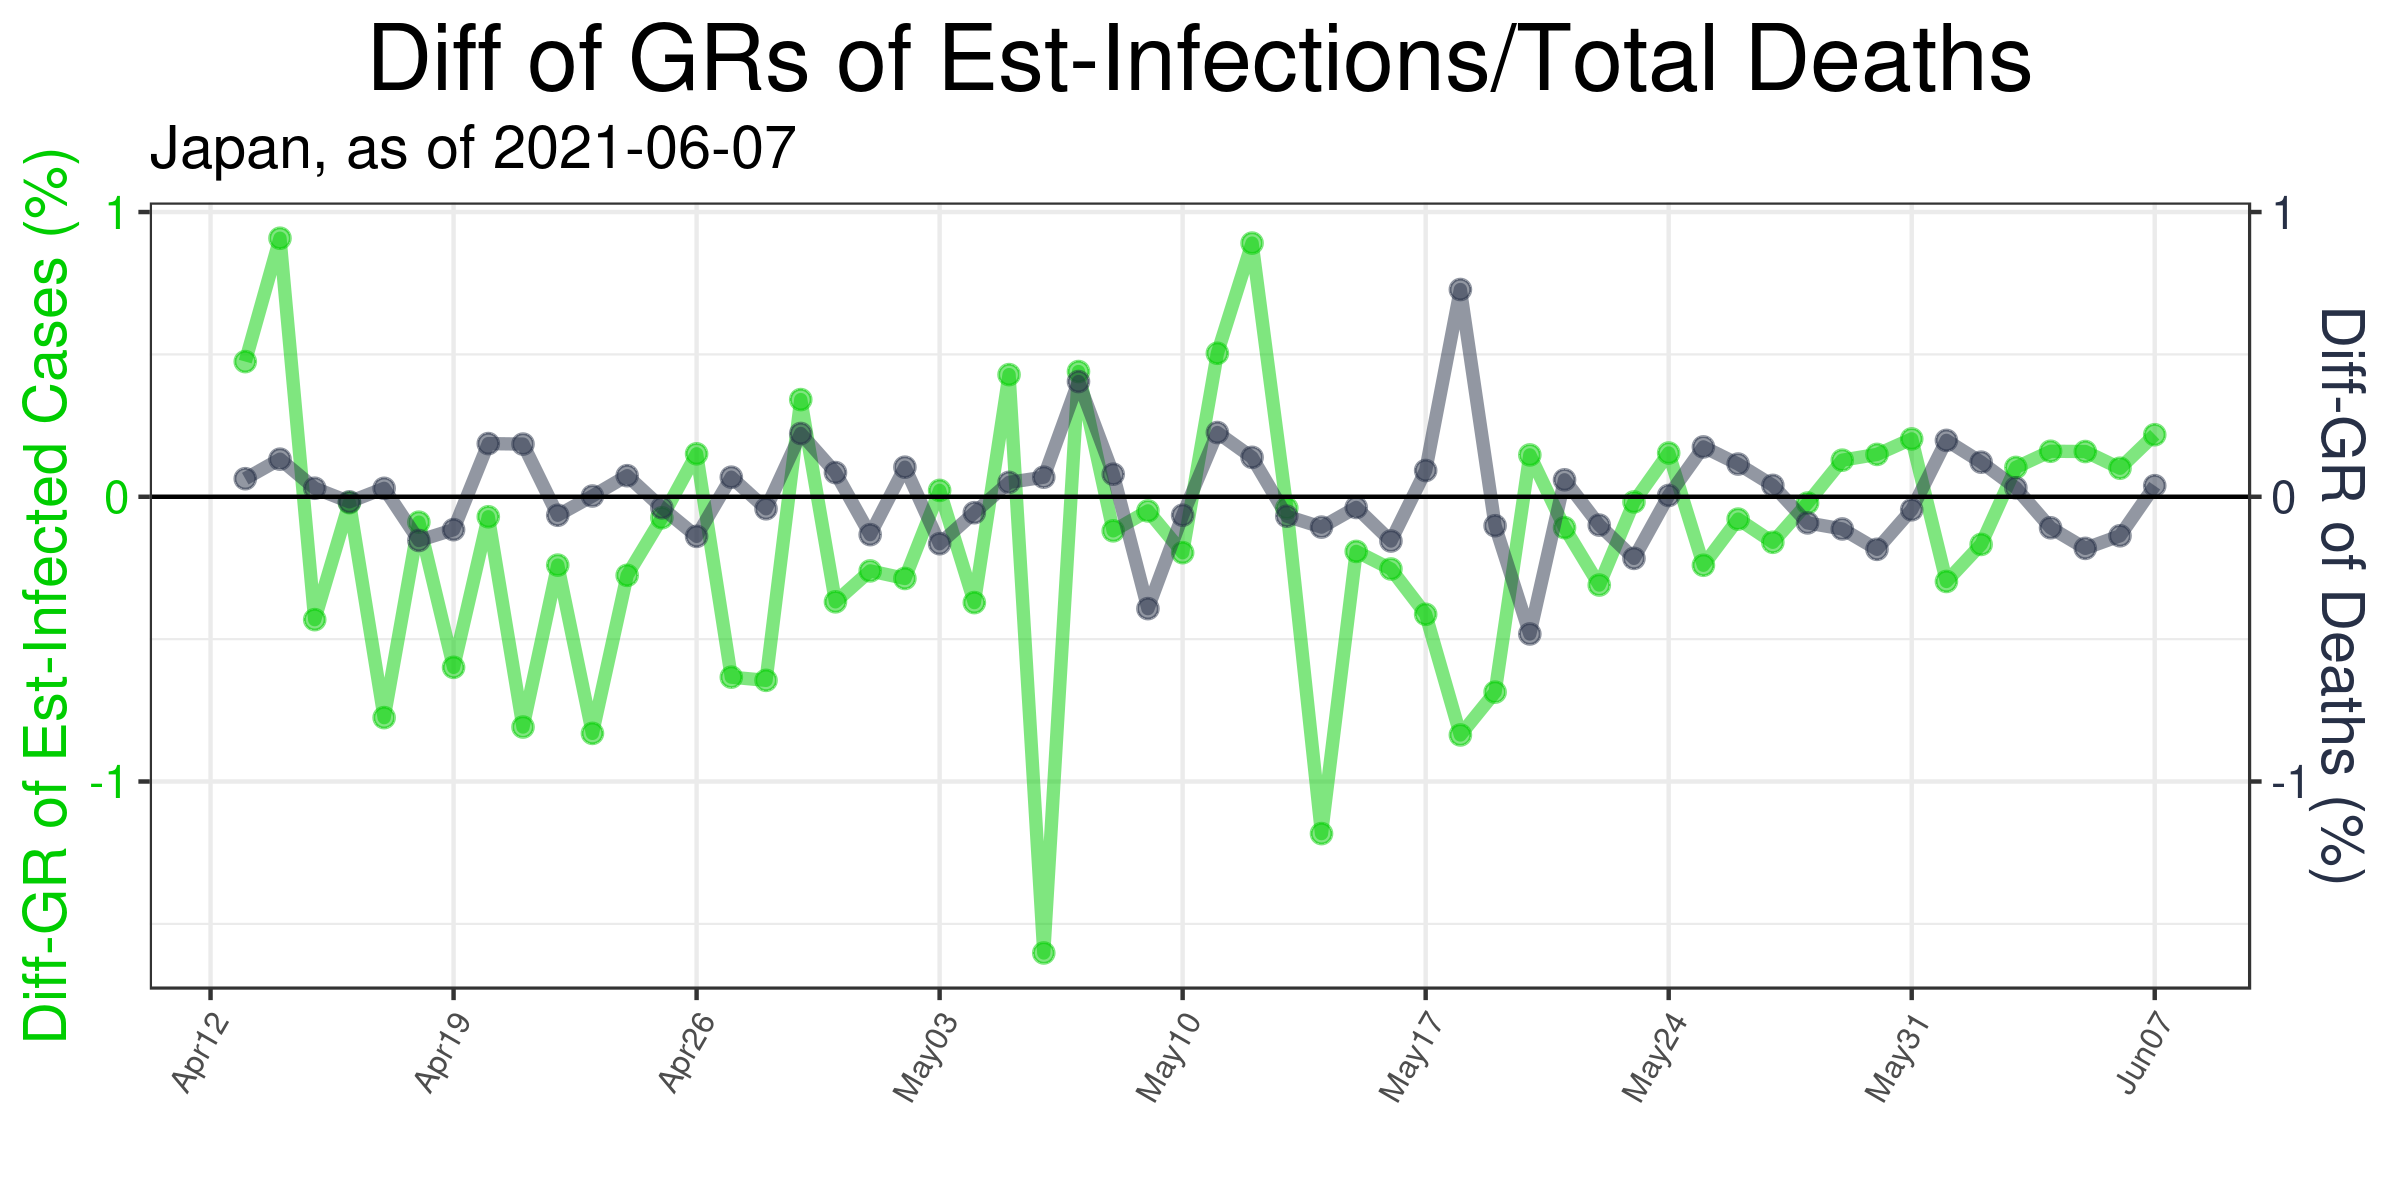 Diff of GRs of Est-Infections/Total Deaths
Japan, as of 2021-06-07
Diff-GR of Est-Infected Cases (%)
1
0
-1
1
0
-1
Diff-GR of Deaths (%)
Apr12
Apr19
Apr26
May03
May10
May17
May24
May31
Jun07